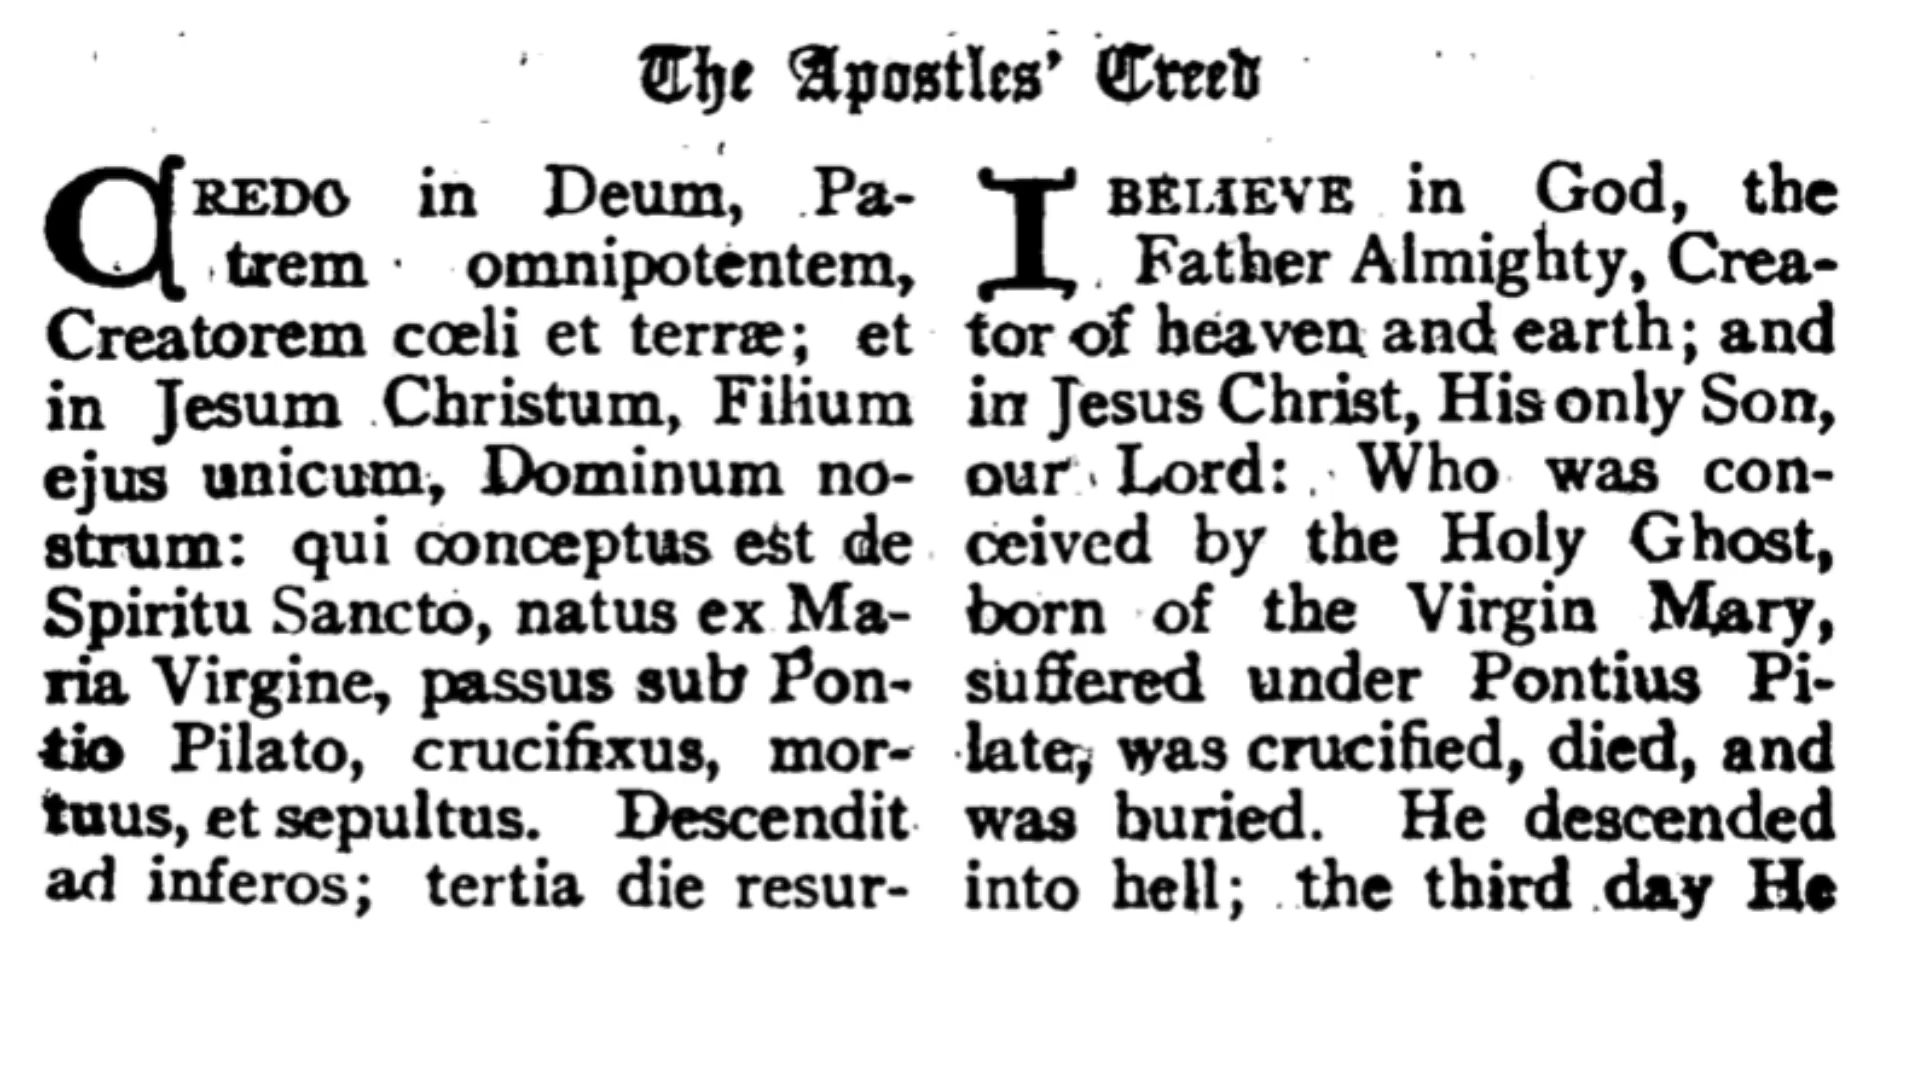 The Apostles' Creed
CREDO in Deum, Pa-
trem omnipotentem,
Creatorem cœli et terræ; et
in Jesum Christum, Filium
ejus unicum, Dominum no-
strum: qui conceptus est de
Spiritu Sancto, natus ex Ma-
ria Virgine, passus sub Pon-
tio Pilato, crucifixus, mor-
tuus, et sepultus. Descendit
ad inferos; tertia die resur-
I BELIEVE in God, the
Father Almighty, Crea-
tor of heaven and earth; and
in Jesus Christ, His only Son,
our Lord: Who was con-
ceived by the Holy Ghost,
born of the Virgin Mary,
suffered under Pontius Pi-
late, was crucified, died, and
was buried. He descended
into hell; the third day He